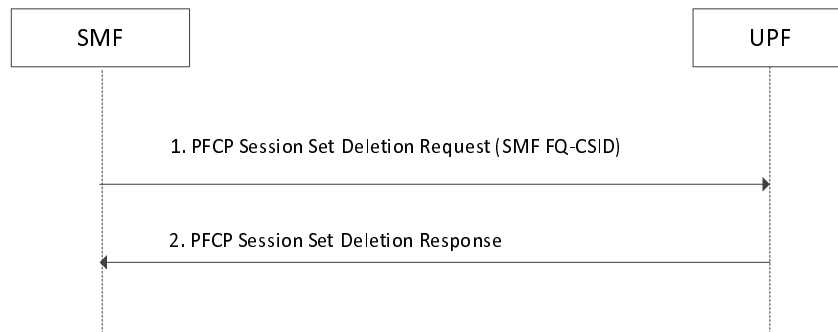 SMF
UPF
1. PFCP Session Set Deletion Request (SMF FQ-CSID)
2. PFCP Session Set Deletion Response